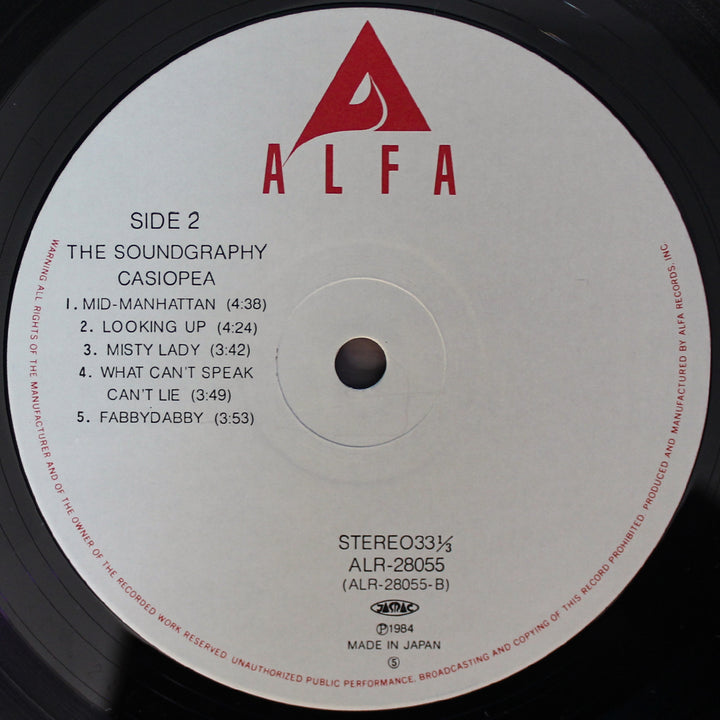 ALFA
SIDE 2
THE SOUNDGRAPHY
CASIOPEA
1. MID-MANHATTAN (4:38)
2. LOOKING UP (4:24)
3. MISTY LADY (3:42)
4. WHAT CAN'T SPEAK
CAN'T LIE (3:49)
5. FABBYDABBY (3:53)
STEREO33⅓
ALR-28055
(ALR-28055-B)
JASRAC
Ⓟ1984
MADE IN JAPAN
Ⓢ
WARNING ALL RIGHTS OF THE MANUFACTURER AND OF THE OWNER OF THE RECORDED WORK RESERVED. UNAUTHORIZED PUBLIC PERFORMANCE, BROADCASTING AND COPYING OF THIS RECORD PROHIBITED. PRODUCED AND MANUFACTURED BY ALFA RECORDS, INC.